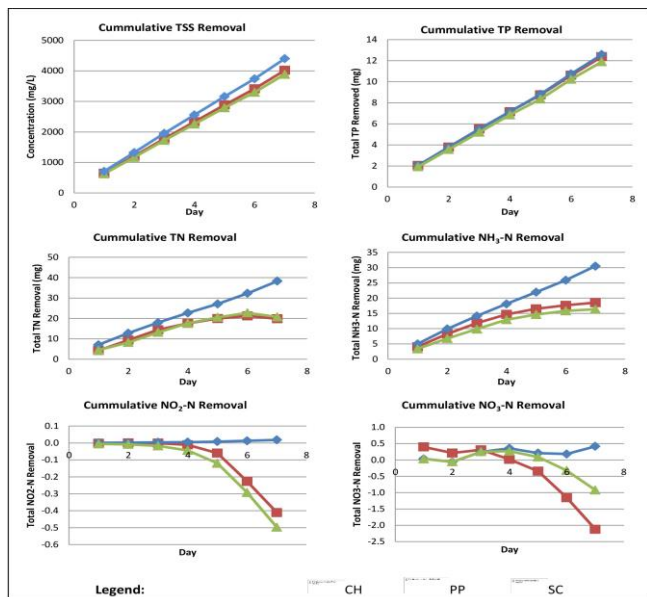 Cummulative TSS Removal
Concentration (mg/L)
5000
4000
3000
2000
1000
0
0 2 4 6 8
Day
Cummulative TP Removal
Total TP Removed (mg)
14
12
10
8
6
4
2
0
0 2 4 6 8
Day
Cummulative TN Removal
Total TN Removal (mg)
50
40
30
20
10
0
0 2 4 6 8
Day
Cummulative NH₃-N Removal
Total NH3-N Removal (mg)
35
30
25
20
15
10
5
0
0 2 4 6 8
Day
Cummulative NO₂-N Removal
Total NO2-N Removal
0.1
0.0
-0.1
-0.2
-0.3
-0.4
-0.5
-0.6
0 2 4 6 8
Day
Cummulative NO₃-N Removal
Total NO3-N Removal
1.0
0.5
0.0
-0.5
-1.0
-1.5
-2.0
-2.5
0 2 4 6 8
Day
Legend: CH PP SC